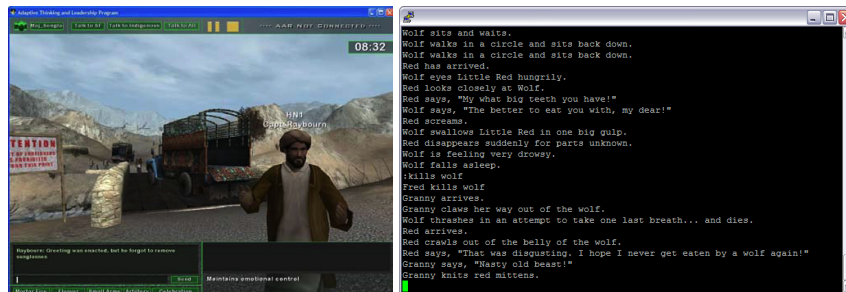 Adaptive Thinking and Leadership Program
Talk to SF
Talk to Indigenous
Talk to All
**** AAR NOT CONNECTED ****
08:32
HN1
Capt Raybourn
Raybourn: Greeting was enacted, but he forgot to remove
sunglasses
Send
Maintains emotional control
Wolf sits and waits.
Wolf walks in a circle and sits back down.
Wolf walks in a circle and sits back down.
Red has arrived.
Wolf eyes Little Red hungrily.
Red looks closely at Wolf.
Red says, "My what big teeth you have!"
Wolf says, "The better to eat you with, my dear!"
Red screams.
Wolf swallows Little Red in one big gulp.
Red disappears suddenly for parts unknown.
Wolf is feeling very drowsy.
Wolf falls asleep.
:kills wolf
Fred kills wolf
Granny arrives.
Granny claws her way out of the wolf.
Wolf thrashes in an attempt to take one last breath... and dies.
Red arrives.
Red crawls out of the belly of the wolf.
Red says, "That was disgusting. I hope I never get eaten by a wolf again!"
Granny says, "Nasty old beast!"
Granny knits red mittens.